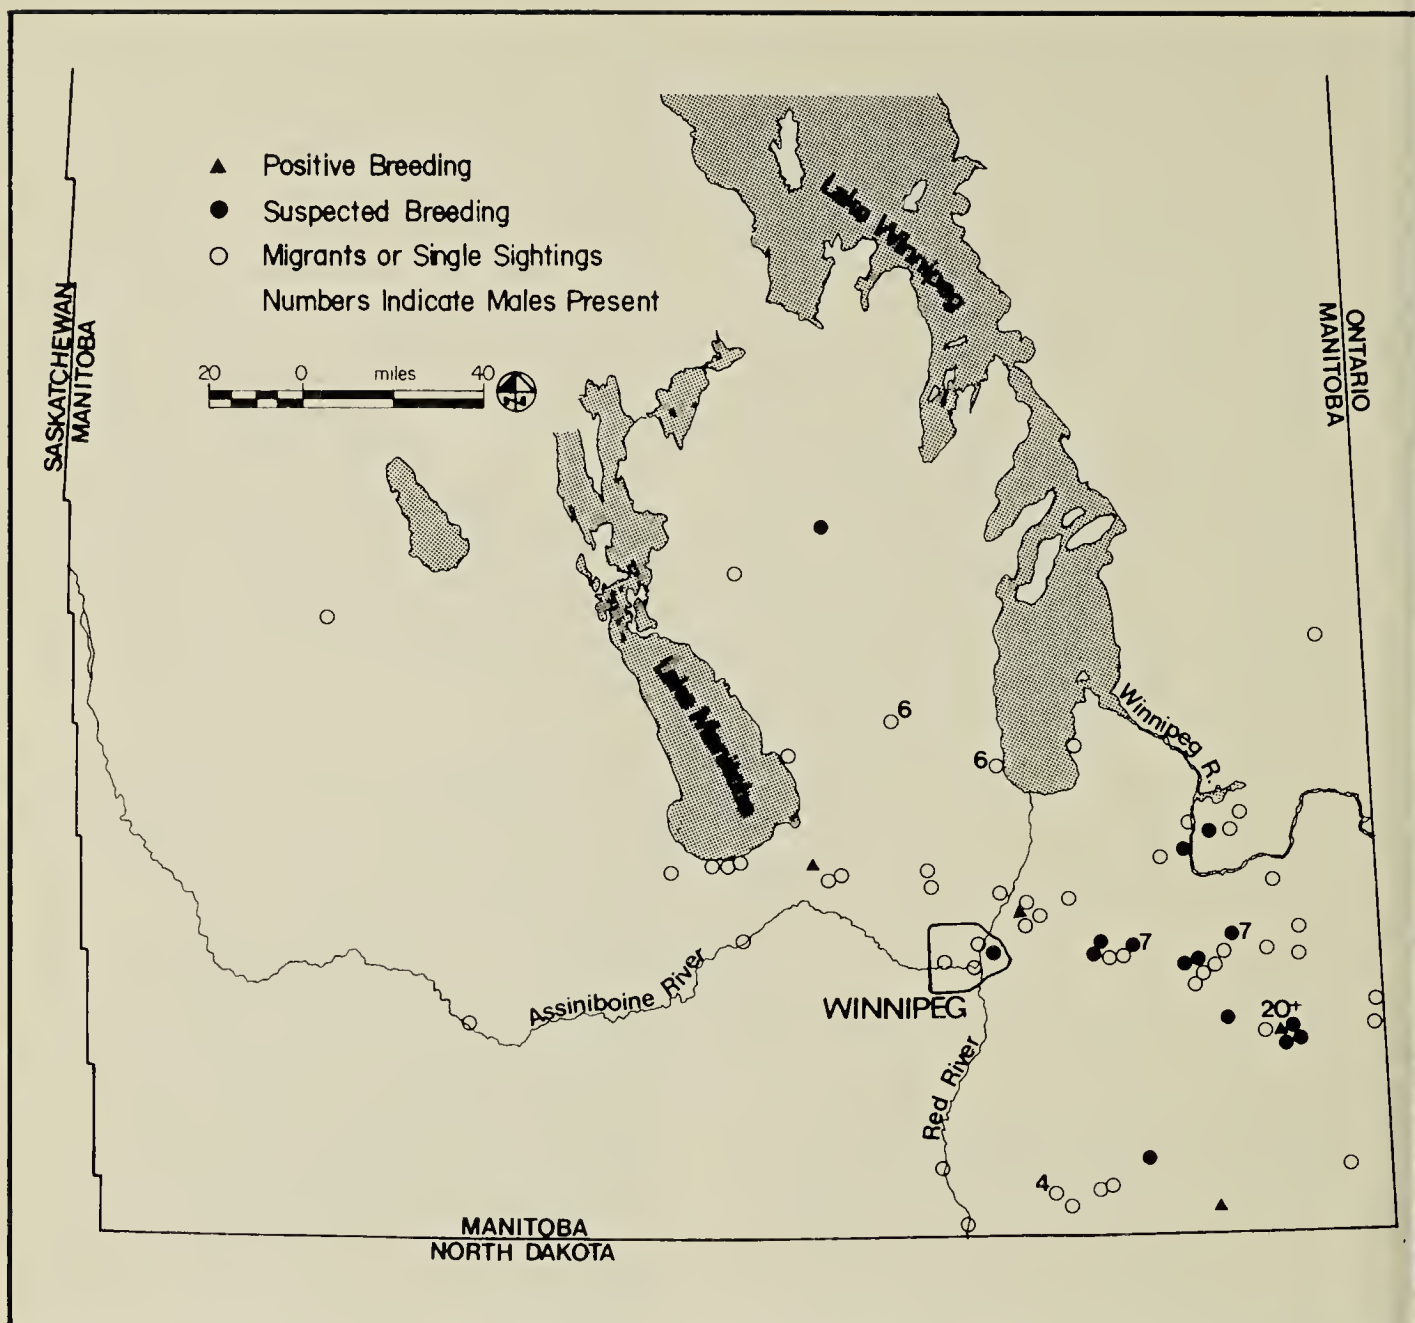 Positive Breeding
Suspected Breeding
Migrants or Single Sightings
Numbers Indicate Males Present
20 0 miles 40
SASKATCHEWAN
MANITOBA
Lake Winnipeg
ONTARIO
MANITOBA
Lake Manitoba
Winnipeg R.
6
6
7
7
20+
Assiniboine River
WINNIPEG
Red River
4
MANITOBA
NORTH DAKOTA